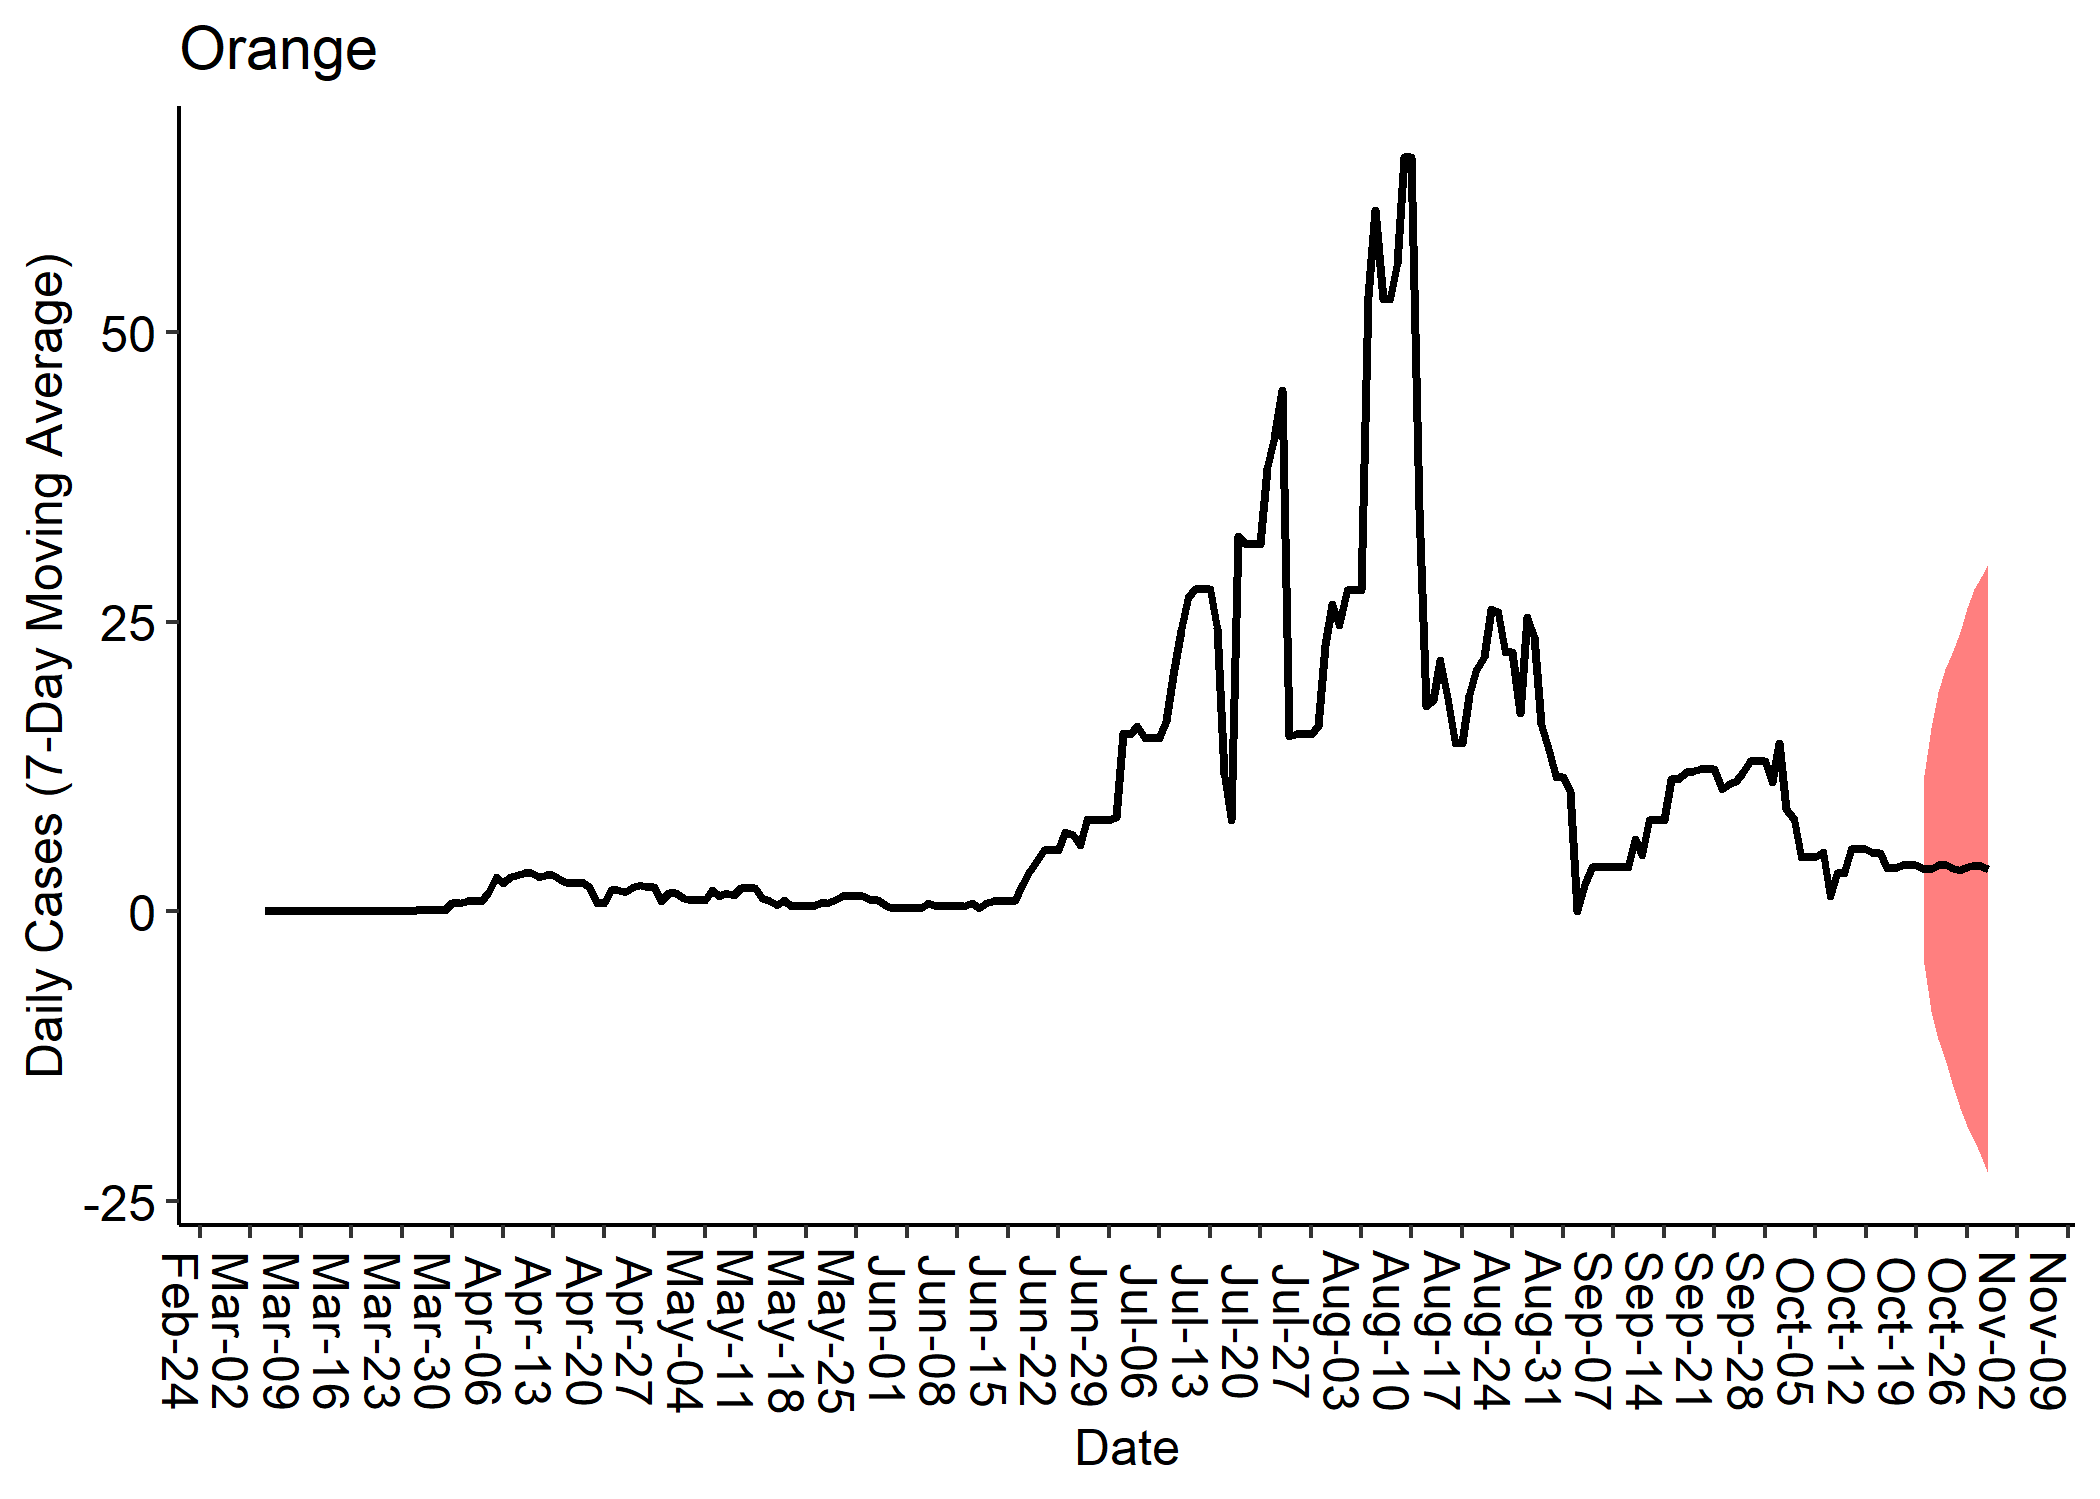 Orange
Daily Cases (7-Day Moving Average)
50
25
0
-25
Feb-24
Mar-02
Mar-09
Mar-16
Mar-23
Mar-30
Apr-06
Apr-13
Apr-20
Apr-27
May-04
May-11
May-18
May-25
Jun-01
Jun-08
Jun-15
Jun-22
Jun-29
Jul-06
Jul-13
Jul-20
Jul-27
Aug-03
Aug-10
Aug-17
Aug-24
Aug-31
Sep-07
Sep-14
Sep-21
Sep-28
Oct-05
Oct-12
Oct-19
Oct-26
Nov-02
Nov-09
Date